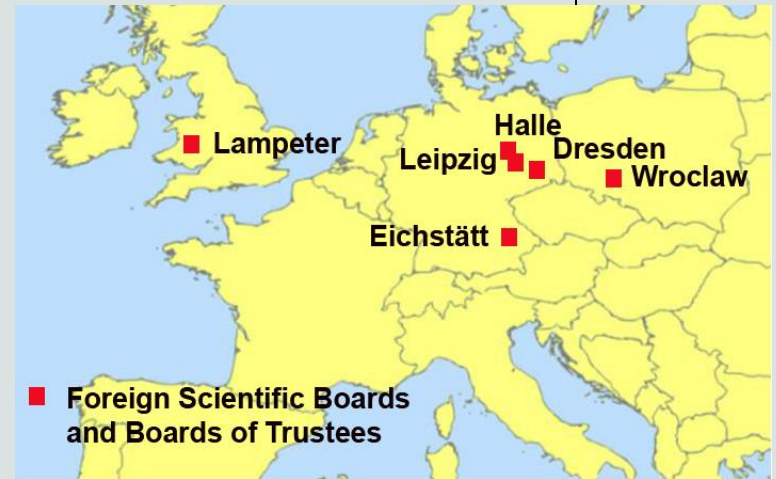 Halle
Lampeter
Leipzig
Dresden
Wroclaw
Eichstätt
Foreign Scientific Boards
and Boards of Trustees